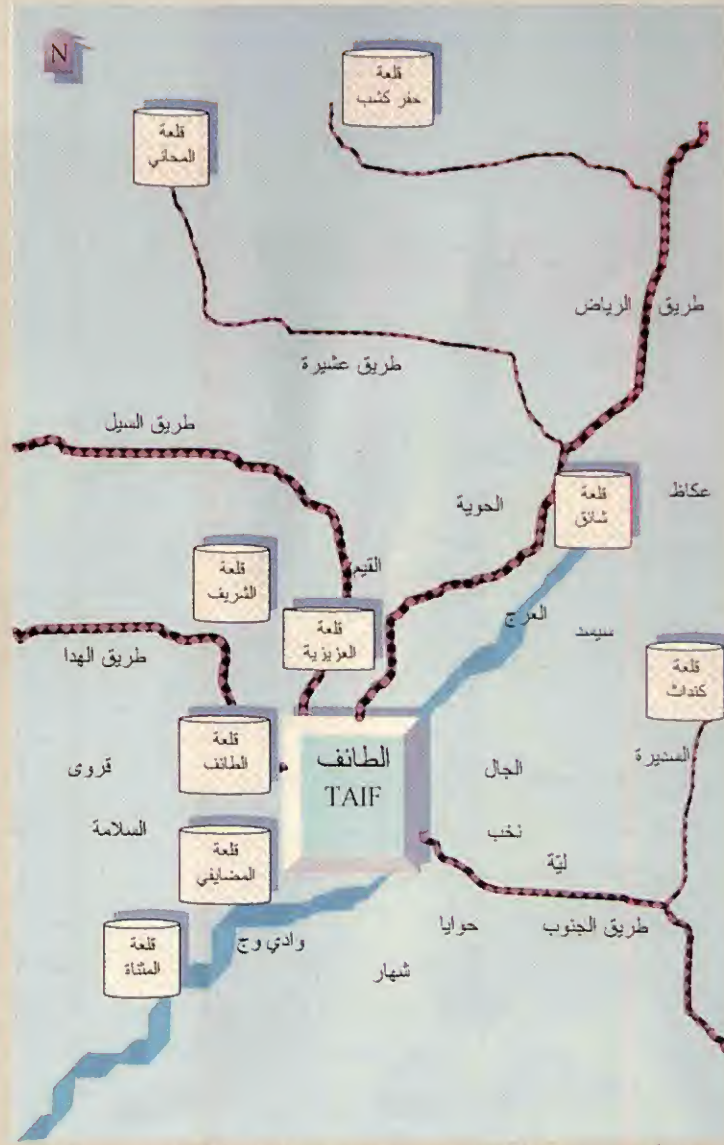 N
قلعة
حفر كشب
قلعة
المحاني
طريق الرياض
طريق عشيرة
طريق السيل
قلعة
شانق
عكاظ
الحوية
القيم
قلعة
الشريف
العرج
سيسد
قلعة
العزيزية
طريق الهدا
قلعة
كنداث
السديرة
قلعة
الطائف
الطائف
TAIF
الجال
قروى
السلامة
نخب
قلعة
المضايفي
ليّة
طريق الجنوب
حوايا
وادي وج
قلعة
المثناة
شهار